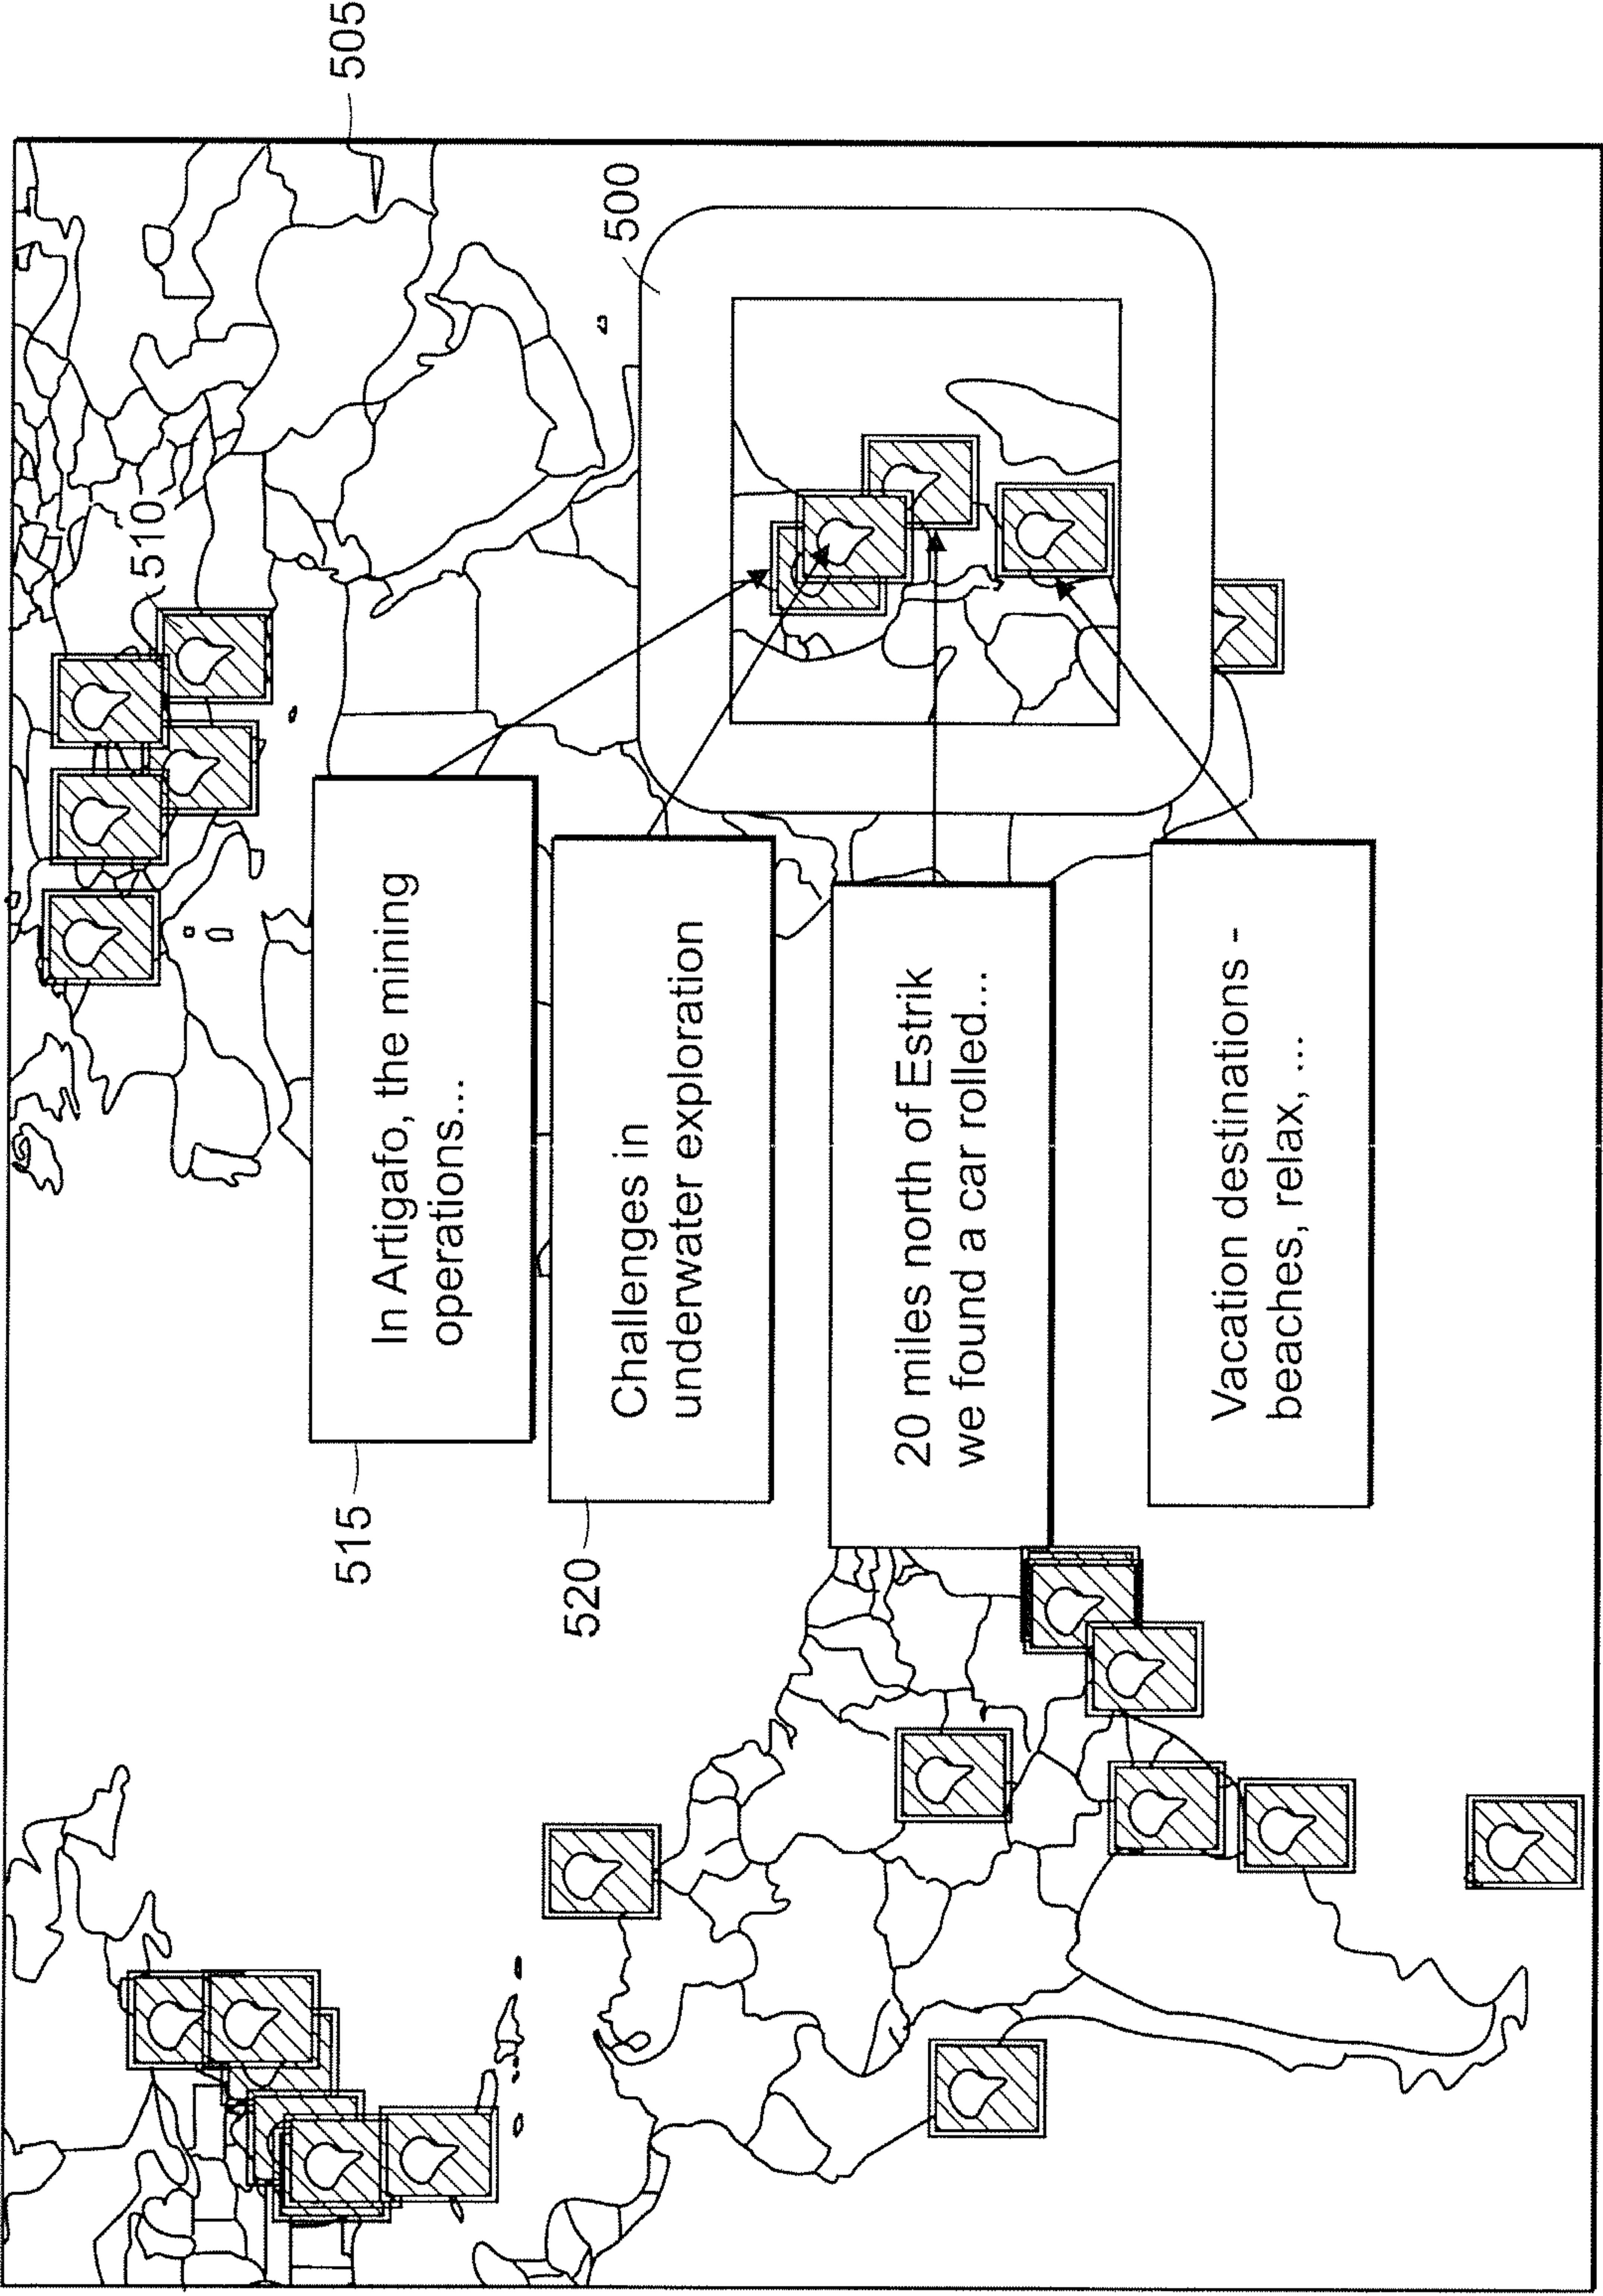 505
500
510
In Artigafo, the mining
operations...
515
Challenges in
underwater exploration
520
20 miles north of Estrik
we found a car rolled...
Vacation destinations -
beaches, relax, ...